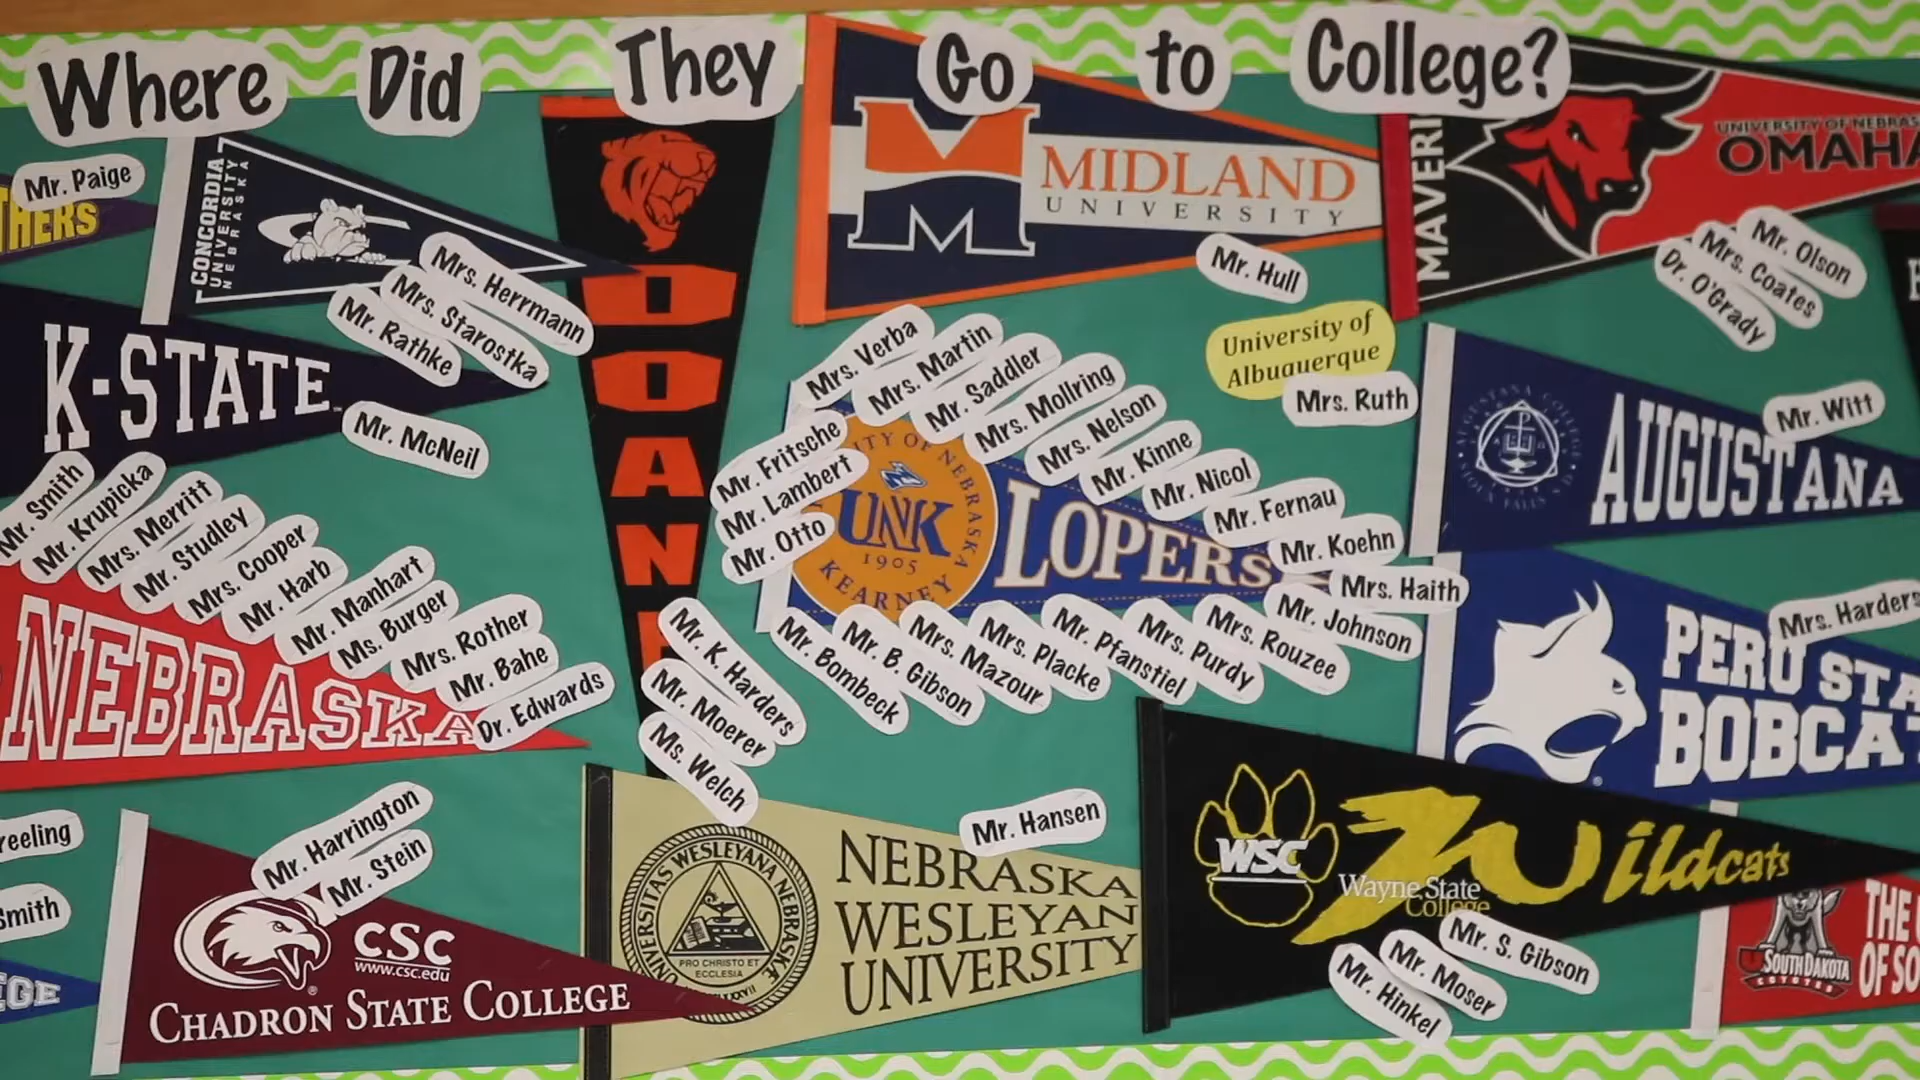 Where Did They Go to College?
Mr. Paige
THERS
CONCORDIA
UNIVERSITY
NEBRASKA
Mrs. Herrmann
Mrs. Starostka
Mr. Rathke
K-STATE
Mr. McNeil
DOANE
Mr. K Harders
Mr. Moerer
Ms. Welch
MIDLAND
UNIVERSITY
Mr. Hull
University of
Albuquerque
Mrs. Ruth
MAVERI
UNIVERSITY OF NEBRAS
OMAHA
Mr. Olson
Mrs. Coates
Dr. O'Grady
AUGUSTANA
Mr. Witt
Mrs. Verba
Mrs. Martin
Mr. Saddler
Mrs. Mollring
Mrs. Nelson
Mr. Kinne
Mr. Nicol
Mr. Fernau
Mr. Koehn
Mrs. Haith
Mr. Johnson
Mrs. Rouzee
Mrs. Purdy
Mr. Pfanstiel
Mrs. Placke
Mrs. Mazour
Mr. B. Gibson
Mr. Bombeck
Mr. Fritsche
Mr. Lambert
Mr. Otto
ITY OF NEBRASKA
UNK
1905
KEARNEY
LOPERS
Mr. Smith
Mr. Krupicka
Mrs. Merritt
Mr. Studley
Mrs. Cooper
Mr. Harb
Mr. Manhart
Ms. Burger
Mrs. Rother
Mr. Bahe
Dr. Edwards
NEBRASKA
PERU STA
BOBCAT
Mrs. Harders
reeling
Smith
EGE
Mr. Harrington
Mr. Stein
CSC
www.csc.edu
CHADRON STATE COLLEGE
UNIVERSITAS WESLEYANA NEBRASKE
PRO CHRISTO ET
ECCLESIA
NEBRASKA
WESLEYAN
UNIVERSITY
Mr. Hansen
WSC
Wildcats
Wayne State
College
Mr. S. Gibson
Mr. Moser
Mr. Hinkel
SOUTH DAKOTA
COYOTES
THE
OF SO